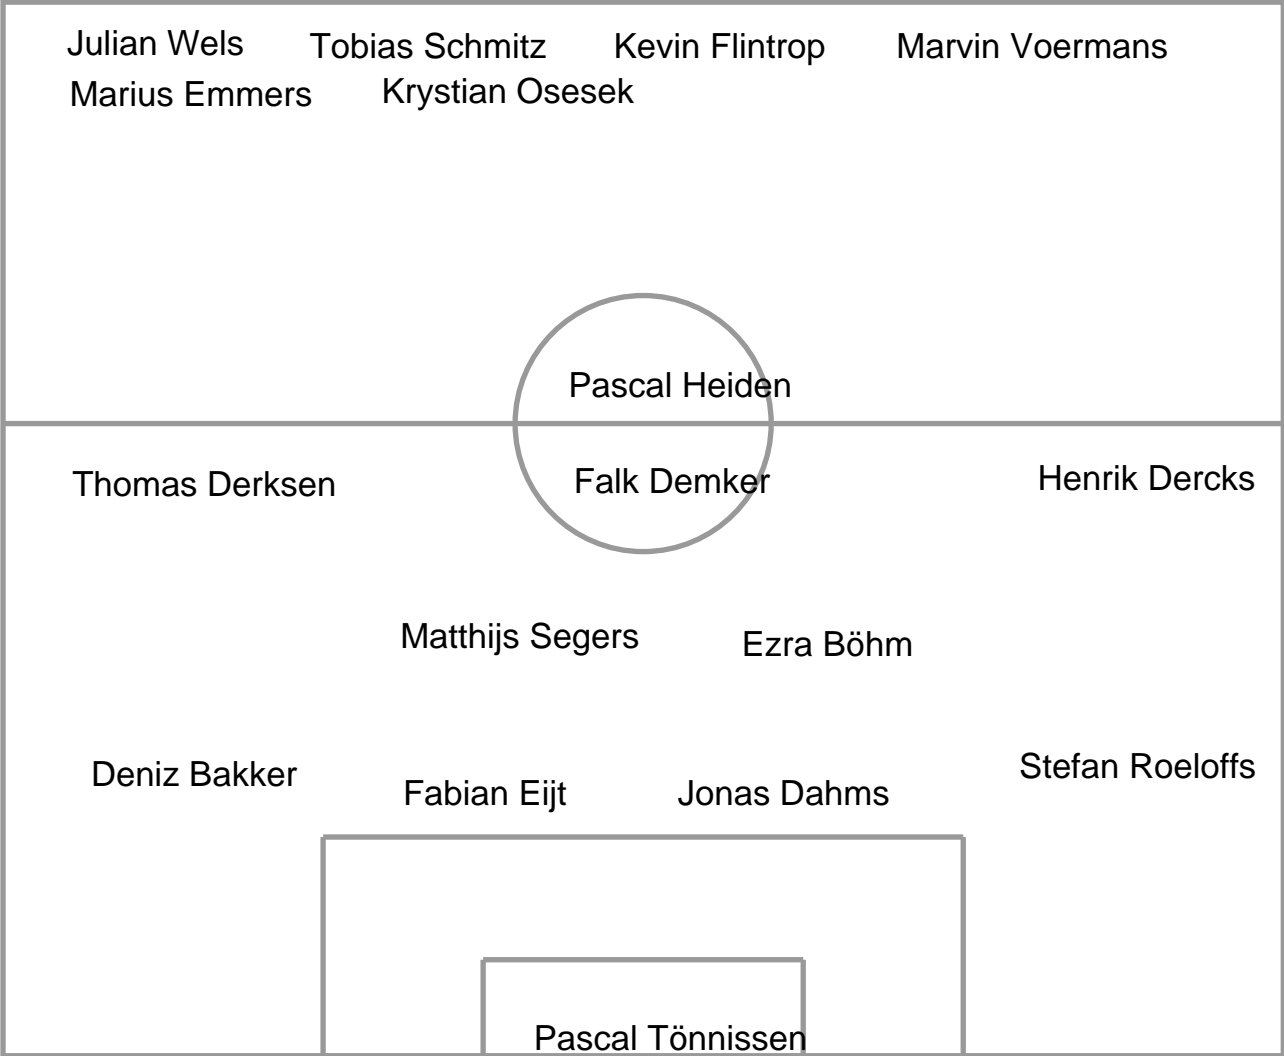 Julian Wels Tobias Schmitz Kevin Flintrop Marvin Voermans
Marius Emmers Krystian Osesek
Pascal Heiden
Thomas Derksen Falk Demker Henrik Dercks
Matthijs Segers Ezra Böhm
Deniz Bakker Fabian Eijt Jonas Dahms Stefan Roeloffs
Pascal Tönnissen